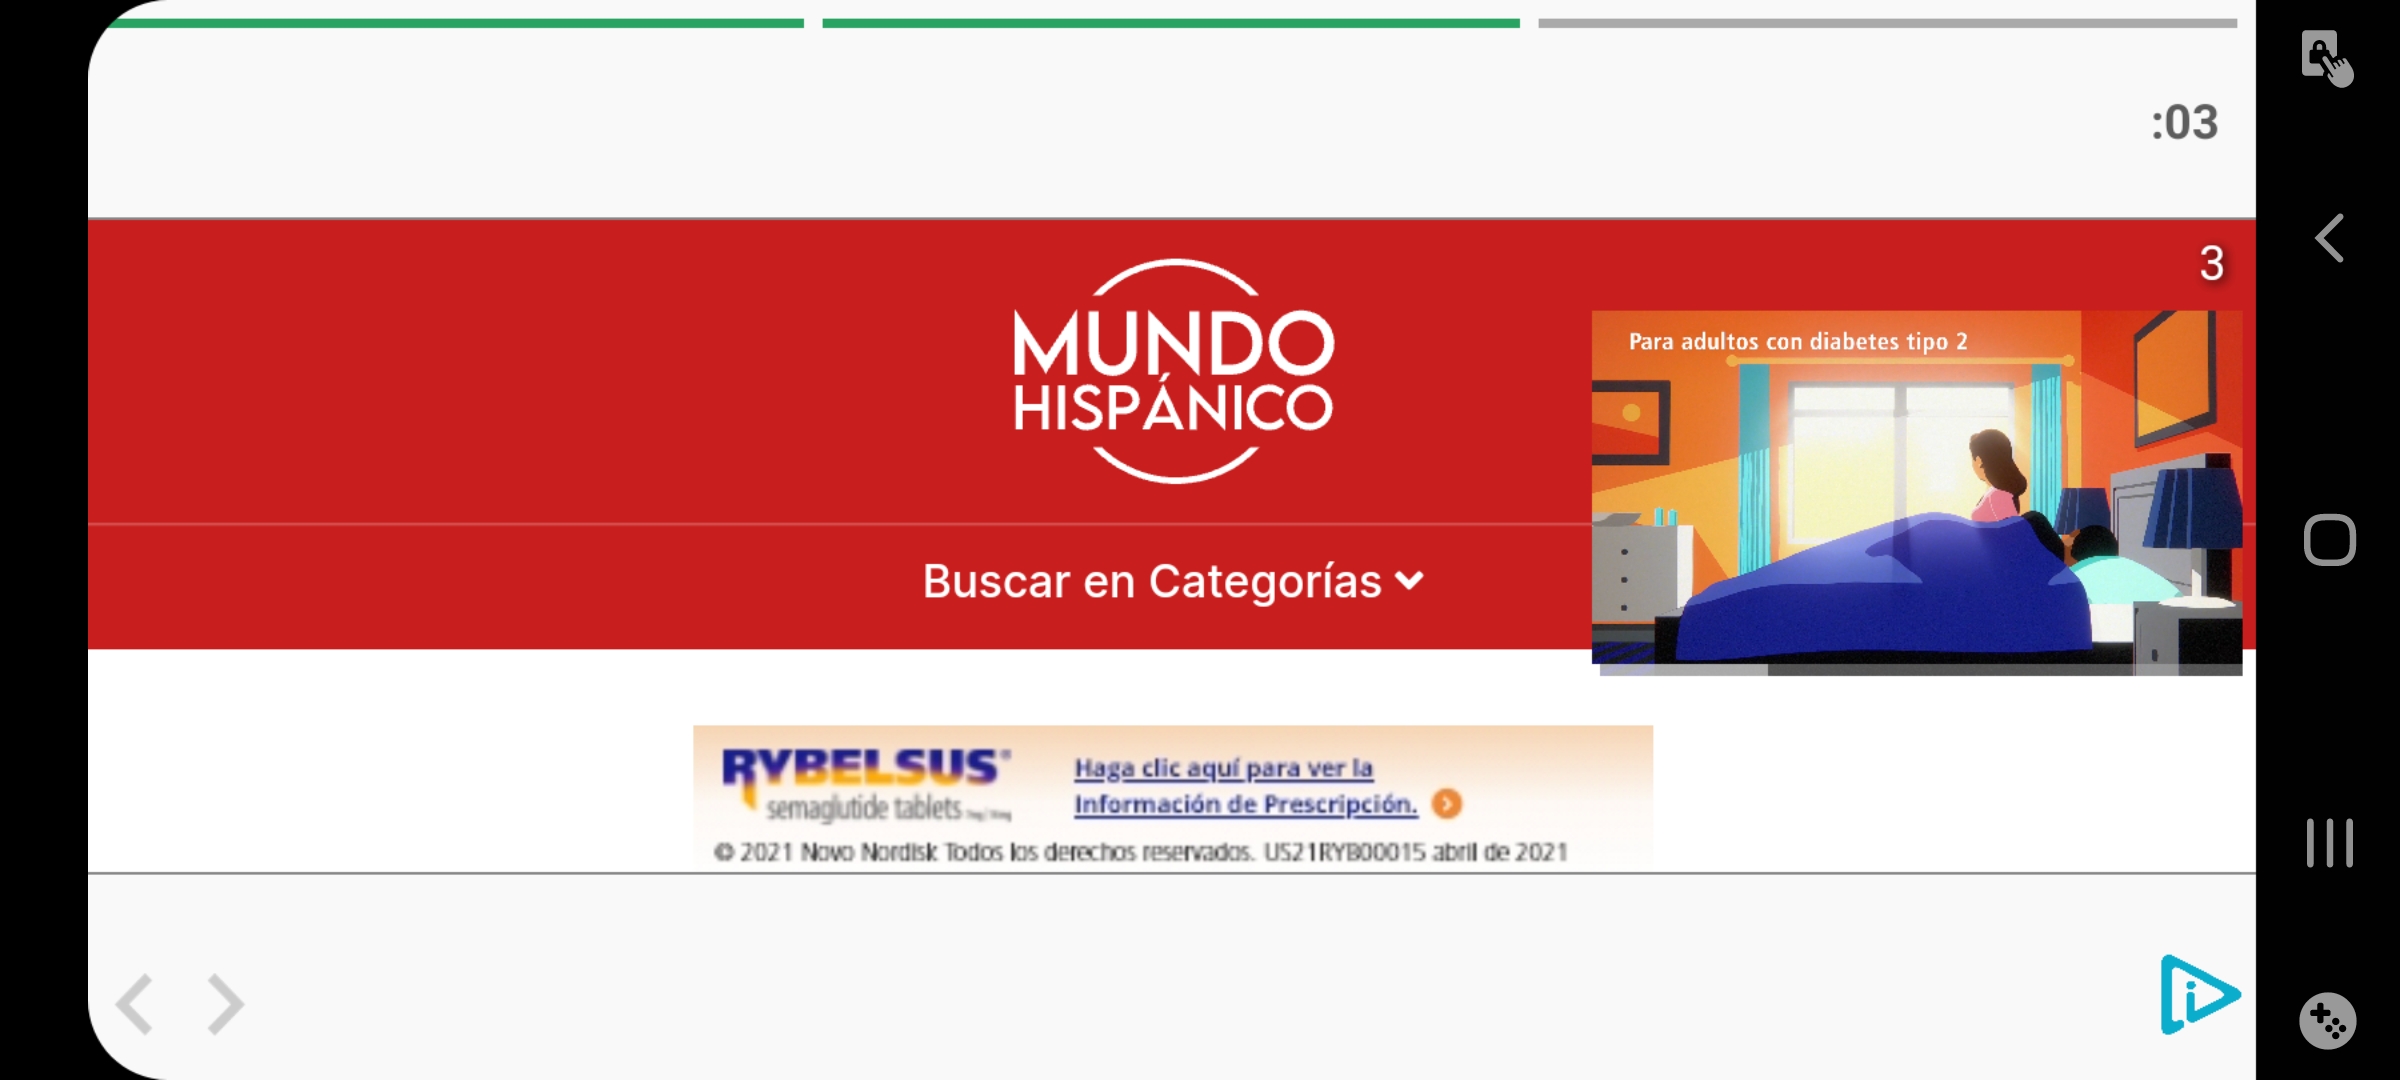 :03
3
MUNDO
HISPÁNICO
Para adultos con diabetes tipo 2
Buscar en Categorías
RYBELSUS®
semaglutide tablets
Haga clic aquí para ver la
Información de Prescripción.
© 2021 Novo Nordisk Todos los derechos reservados. US21RYB00015 abril de 2021